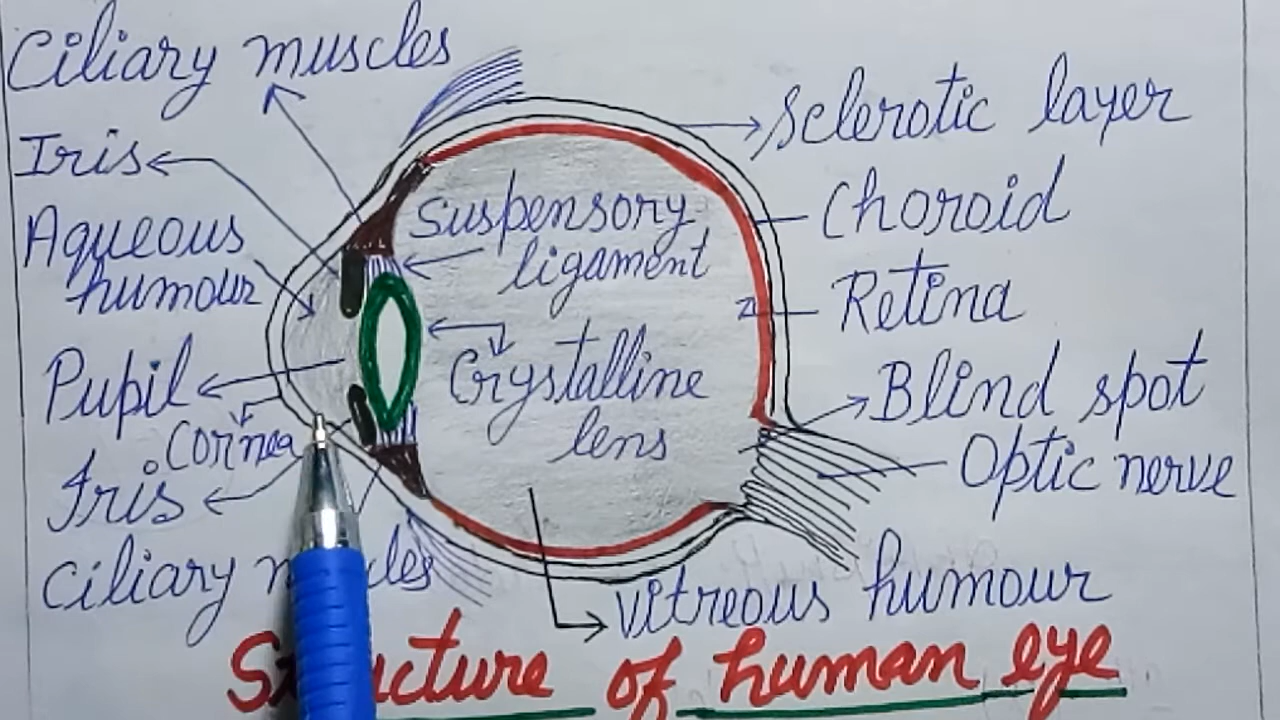 Ciliary muscles
Iris
Aqueous
humour
Pupil
Cornea
Iris
Ciliary
Suspensory
ligament
Crystalline
lens
Sclerotic layer
Choroid
Retina
Blind spot
Optic nerve
Vitreous humour
of human eye